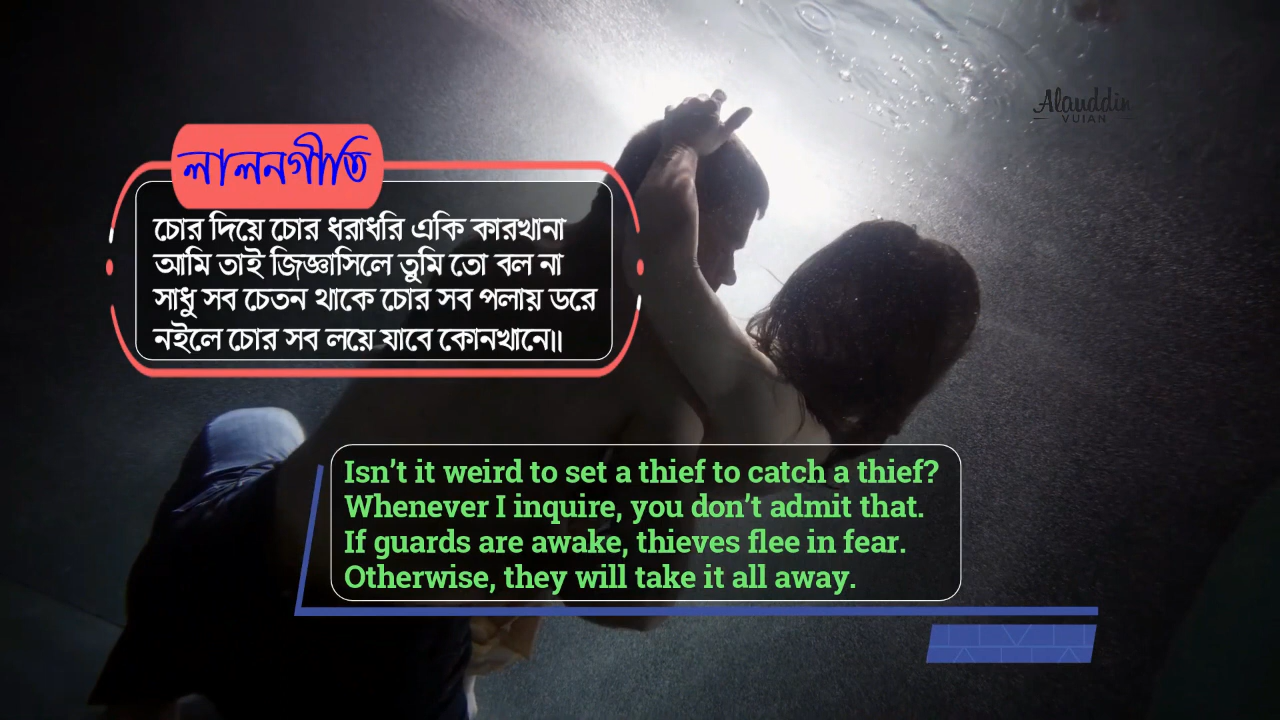 Alauddin
VUIAN
লালনগীতি
চোর দিয়ে চোর ধরাধরি একি কারখানা
আমি তাই জিজ্ঞাসিলে তুমি তো বল না
সাধু সব চেতন থাকে চোর সব পলায় ডরে
নইলে চোর সব লয়ে যাবে কোনখানে॥
Isn’t it weird to set a thief to catch a thief?
Whenever I inquire, you don’t admit that.
If guards are awake, thieves flee in fear.
Otherwise, they will take it all away.